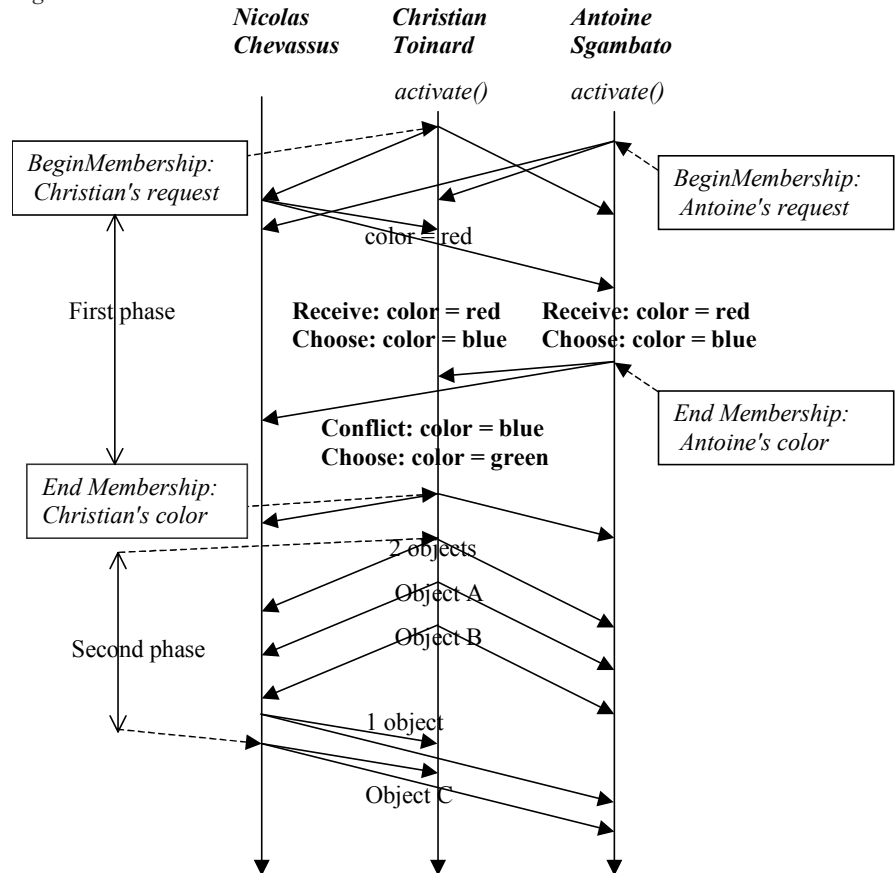 Nicolas
Chevassus
Christian
Toinard
Antoine
Sgambato
activate()
activate()
BeginMembership:
Christian's request
BeginMembership:
Antoine's request
color = red
First phase
Receive: color = red
Choose: color = blue
Receive: color = red
Choose: color = blue
End Membership:
Antoine's color
Conflict: color = blue
Choose: color = green
End Membership:
Christian's color
2 objects
Object A
Object B
Second phase
1 object
Object C